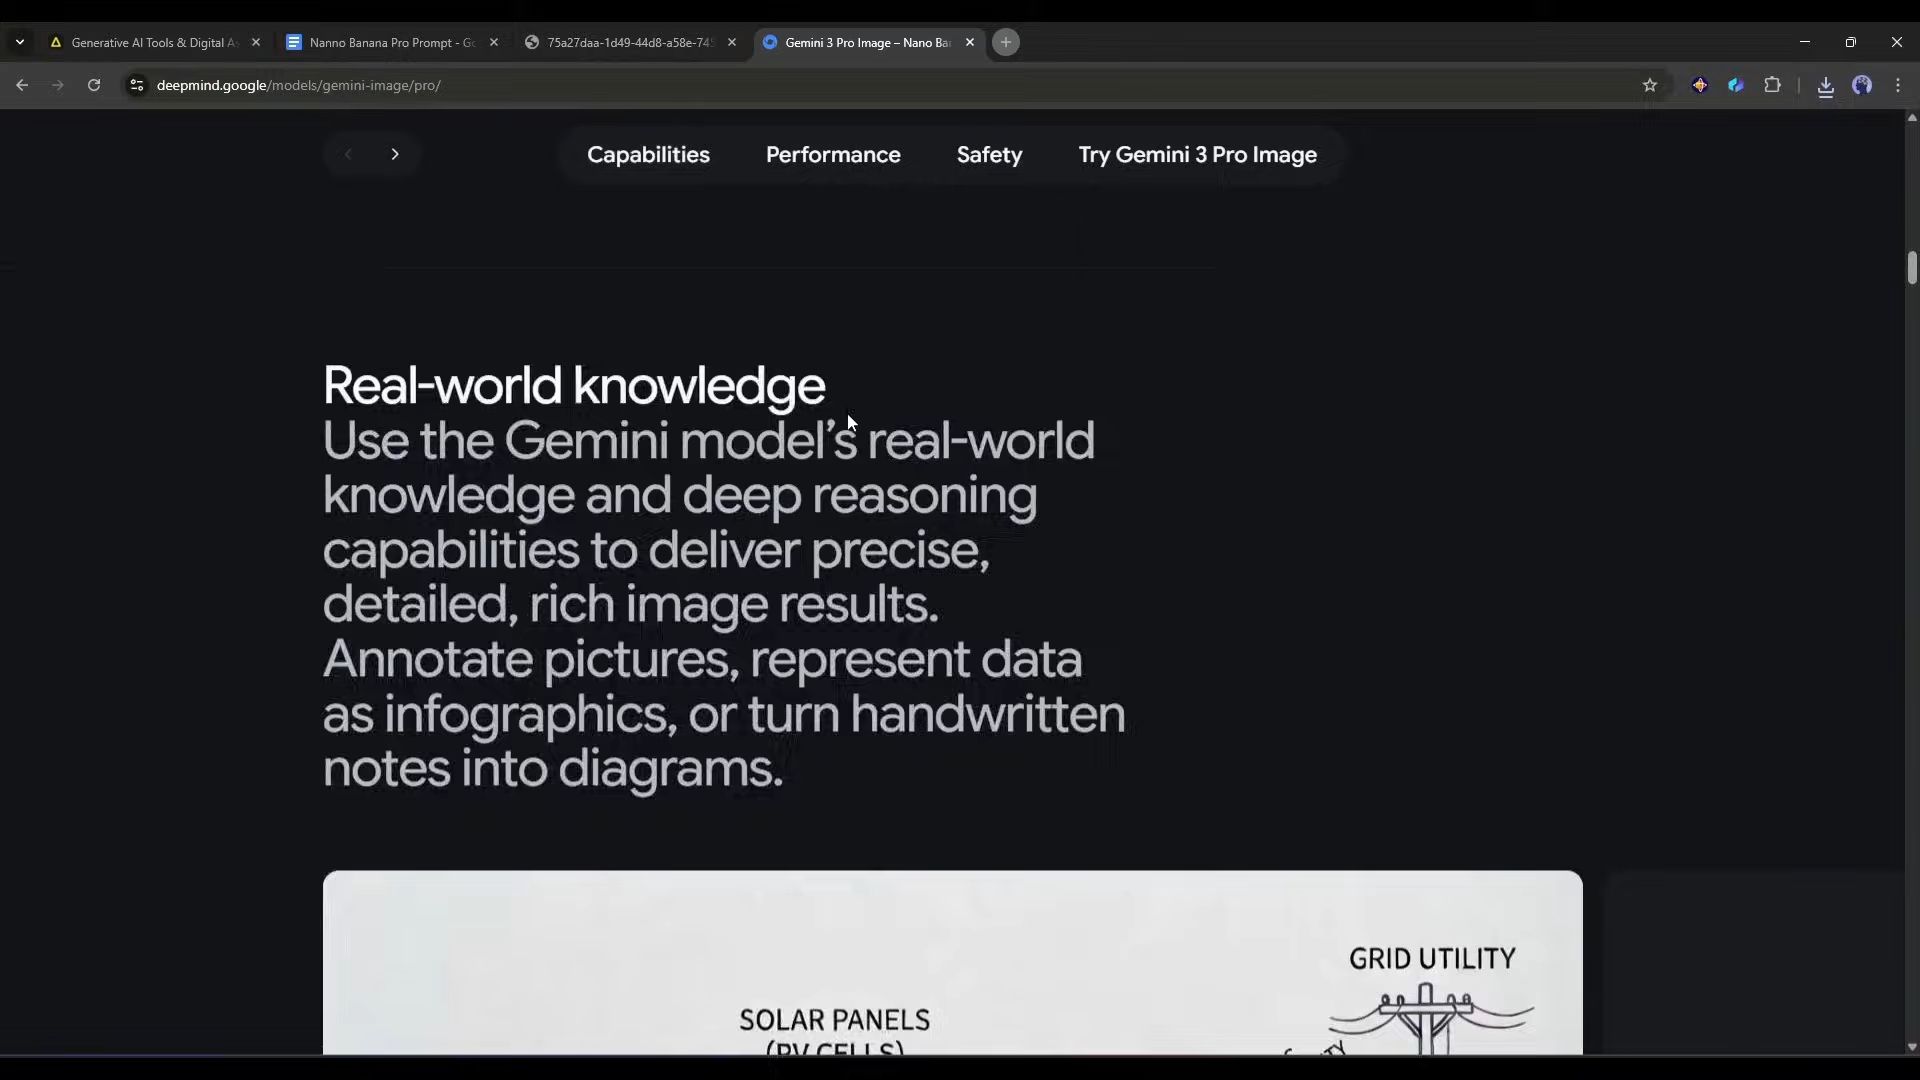 Generative AI Tools & Digital A
Nanno Banana Pro Prompt - G
75a27daa-1d49-44d8-a58e-745
Gemini 3 Pro Image – Nano Ba
deepmind.google/models/gemini-image/pro/
Capabilities
Performance
Safety
Try Gemini 3 Pro Image
Real-world knowledge
Use the Gemini model’s real-world
knowledge and deep reasoning
capabilities to deliver precise,
detailed, rich image results.
Annotate pictures, represent data
as infographics, or turn handwritten
notes into diagrams.
GRID UTILITY
SOLAR PANELS
(PV CELLS)